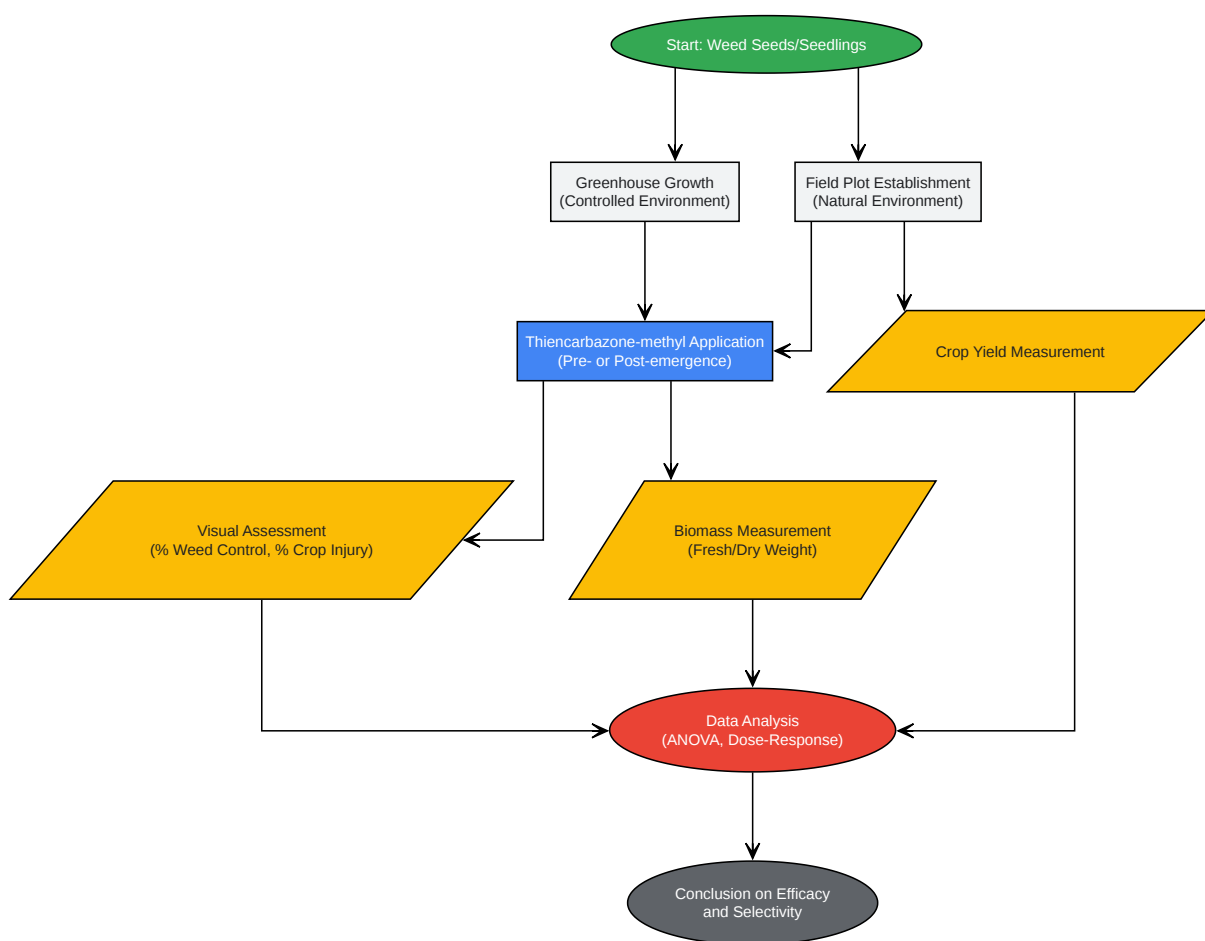 Start: Weed Seeds/Seedlings
Greenhouse Growth
(Controlled Environment)
Field Plot Establishment
(Natural Environment)
Thiencarbazone-methyl Application
(Pre- or Post-emergence)
Crop Yield Measurement
Visual Assessment
(% Weed Control, % Crop Injury)
Biomass Measurement
(Fresh/Dry Weight)
Data Analysis
(ANOVA, Dose-Response)
Conclusion on Efficacy
and Selectivity